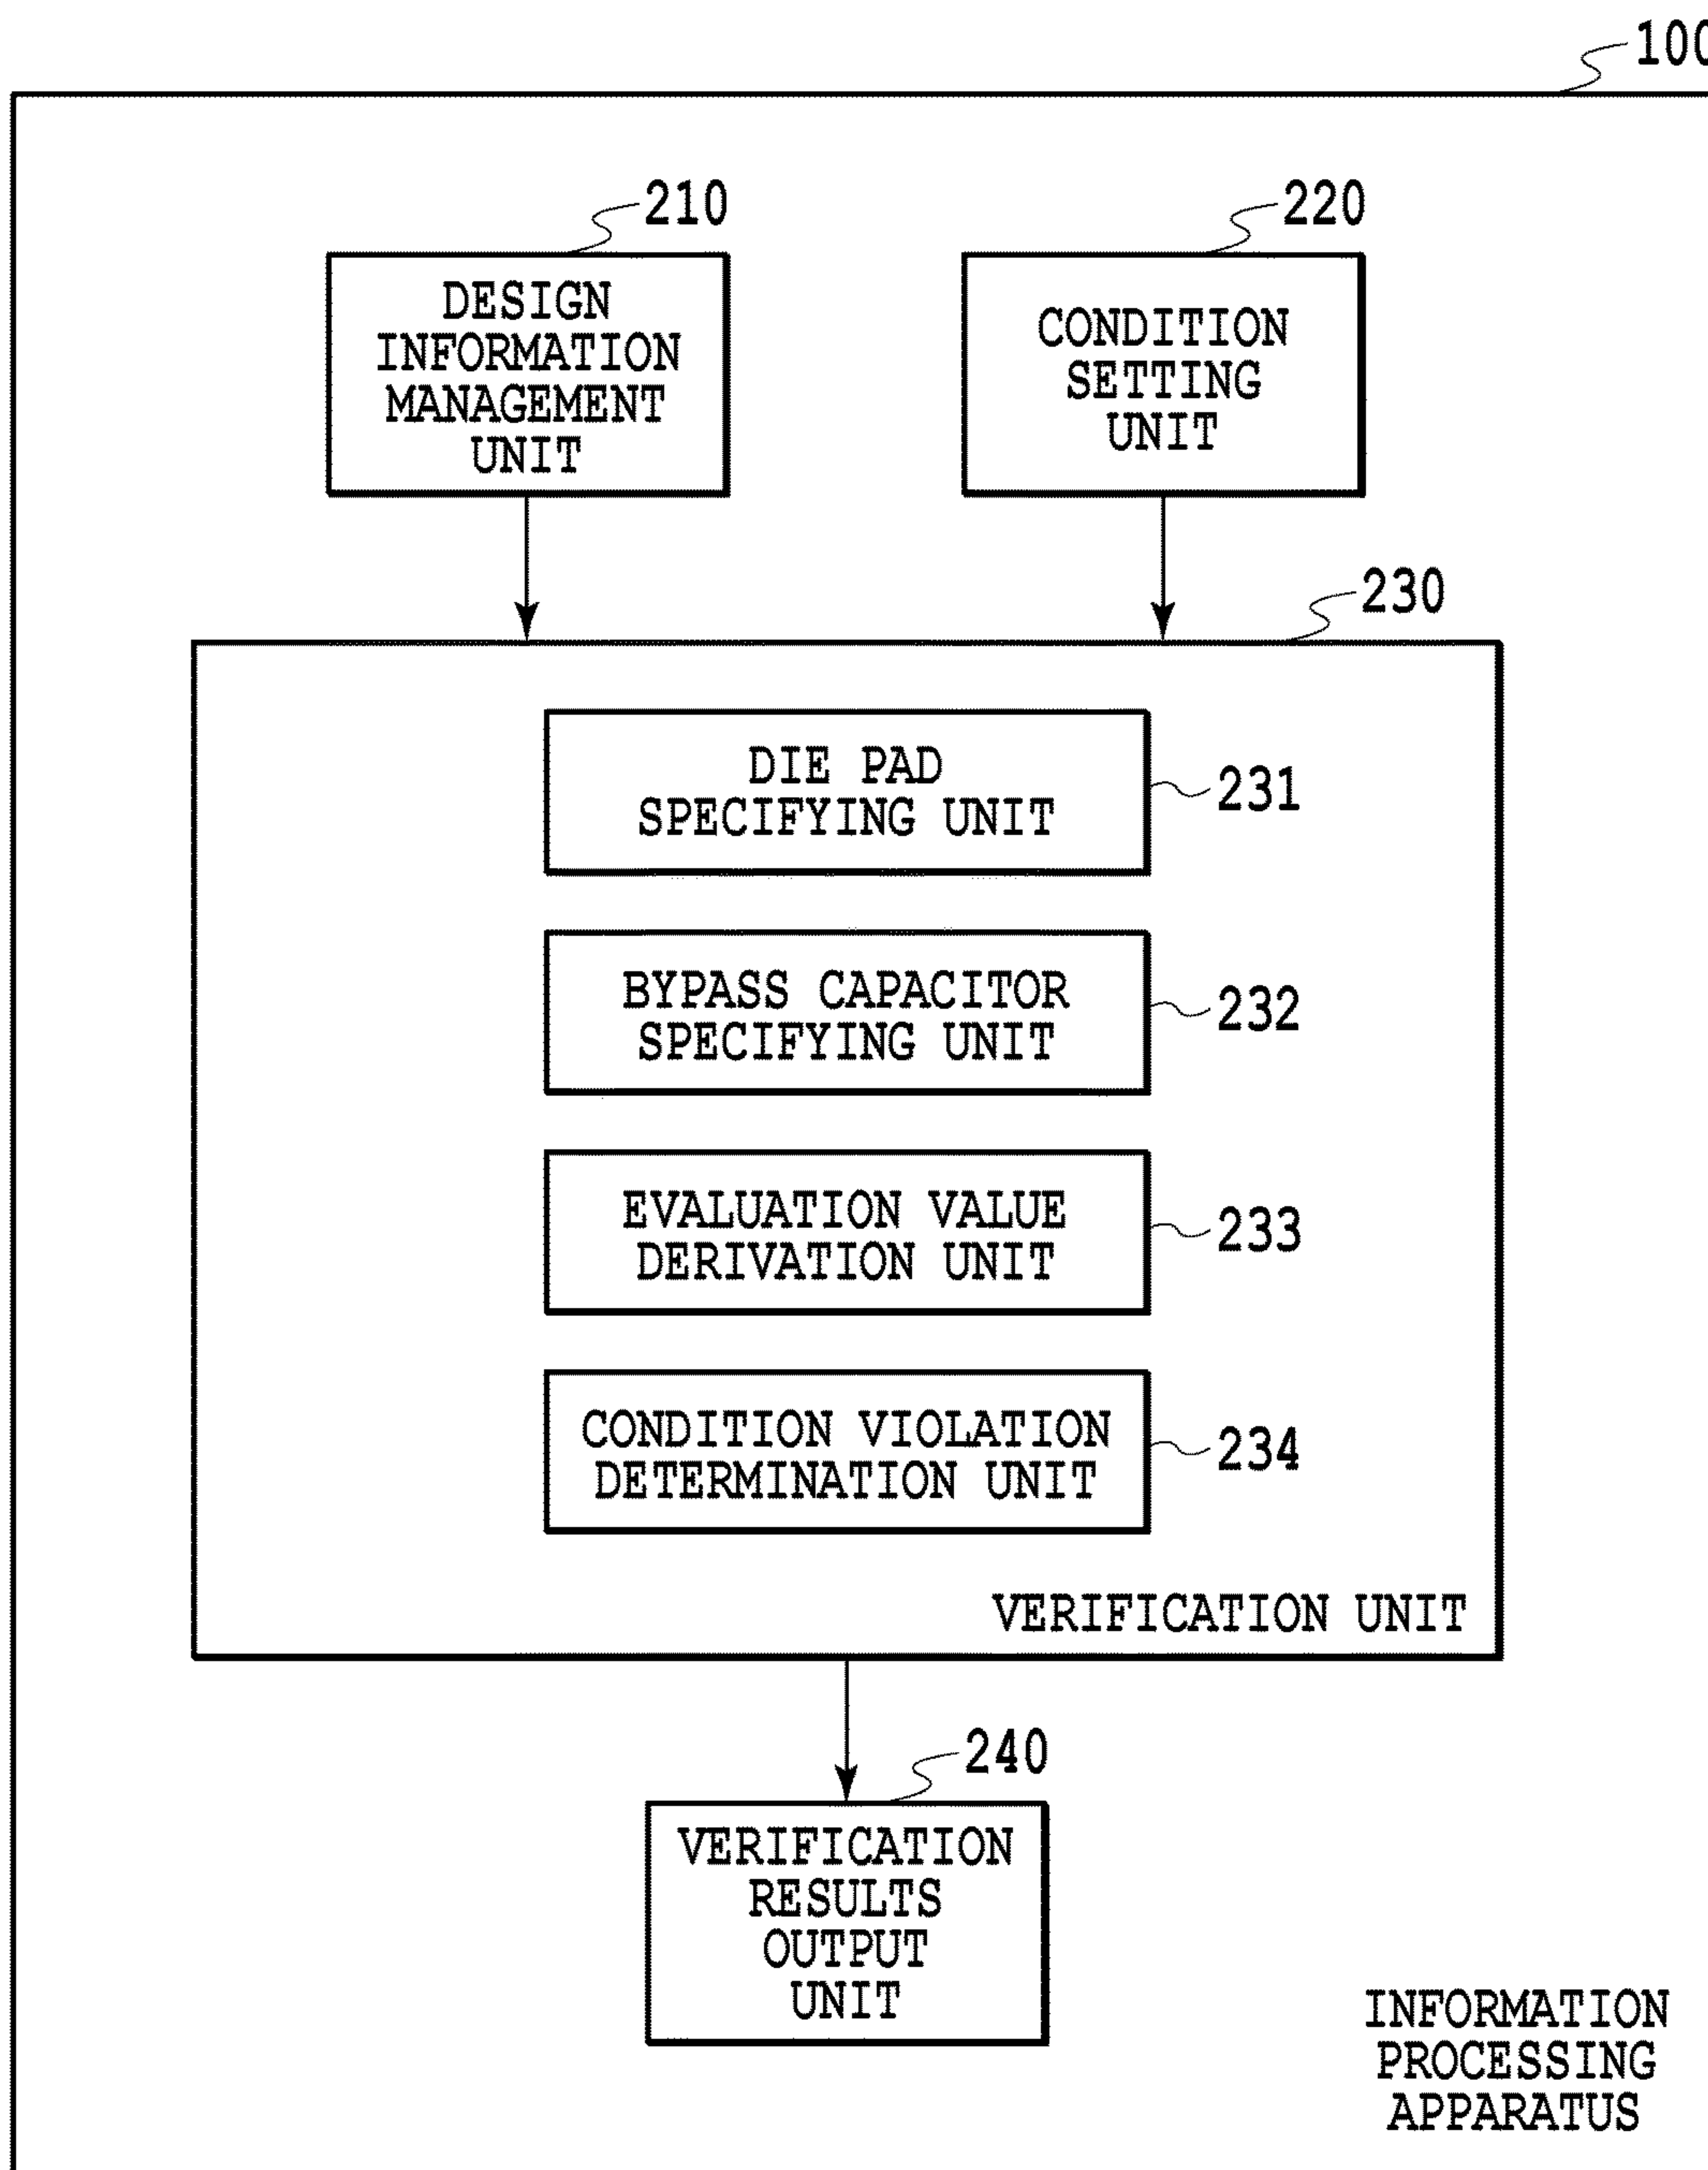 100
210
220
DESIGN
INFORMATION
MANAGEMENT
UNIT
CONDITION
SETTING
UNIT
230
DIE PAD
SPECIFYING UNIT
231
BYPASS CAPACITOR
SPECIFYING UNIT
232
EVALUATION VALUE
DERIVATION UNIT
233
CONDITION VIOLATION
DETERMINATION UNIT
234
VERIFICATION UNIT
240
VERIFICATION
RESULTS
OUTPUT
UNIT
INFORMATION
PROCESSING
APPARATUS